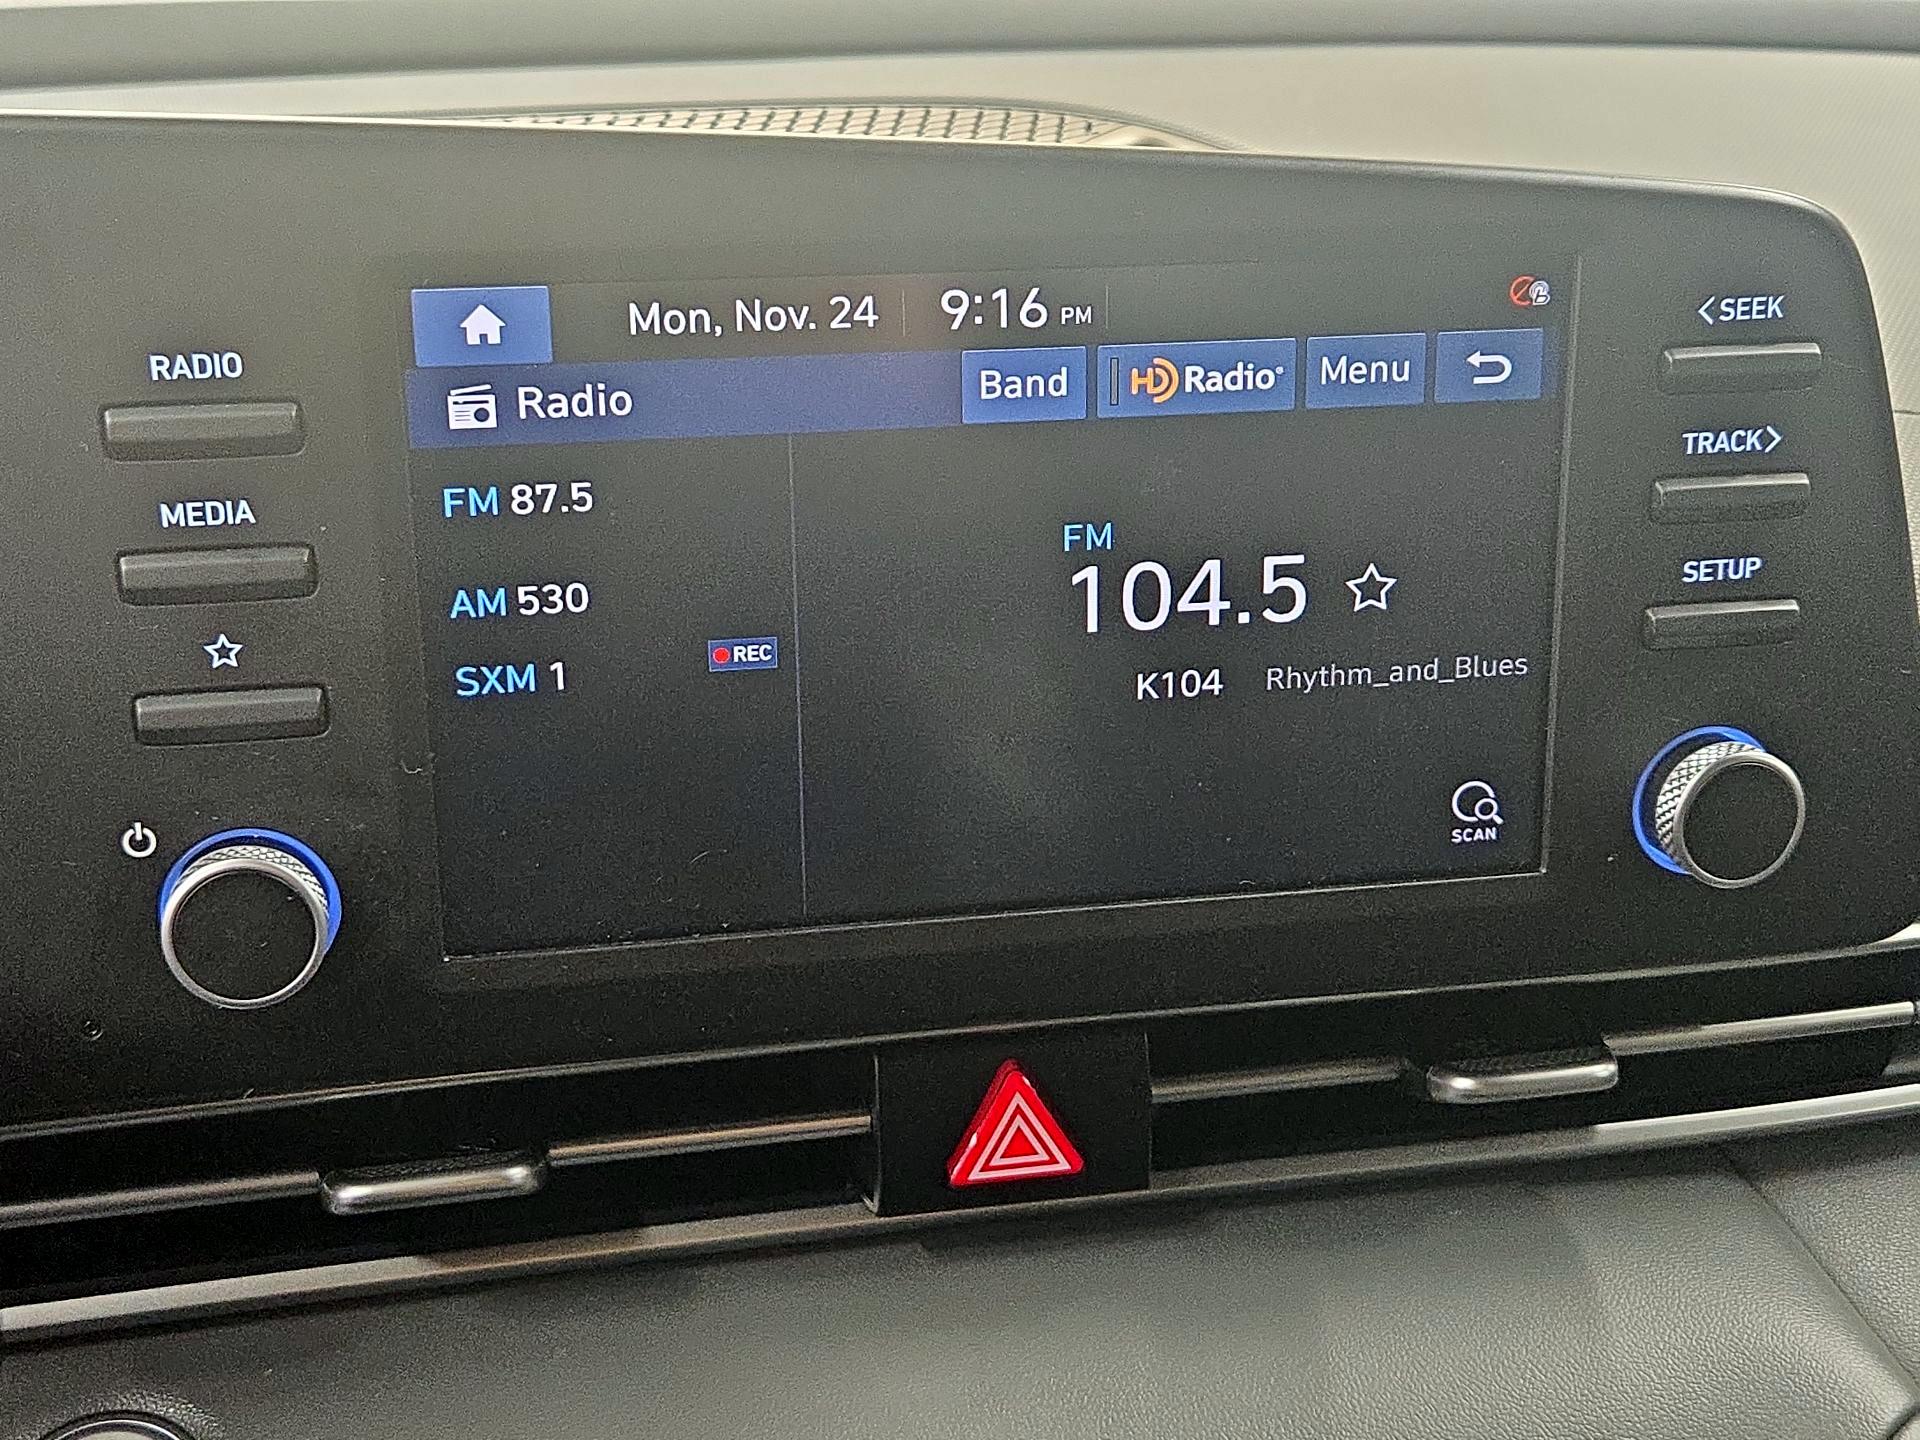 Mon, Nov. 24 9:16 PM
<SEEK
RADIO
Radio Band HD Radio® Menu
TRACK>
FM 87.5
MEDIA
FM
104.5
SETUP
AM 530
REC
SXM 1
K104 Rhythm_and_Blues
SCAN